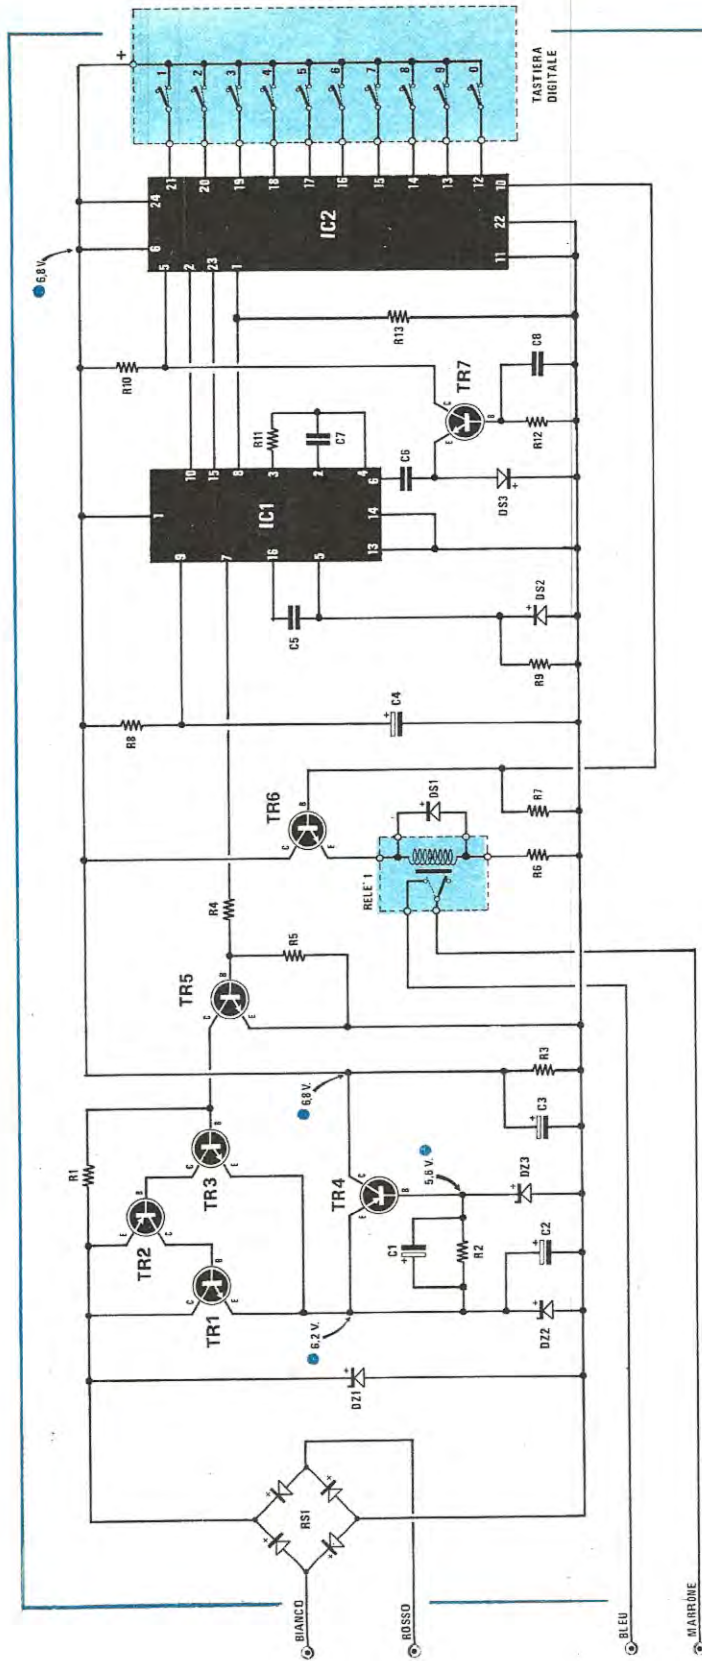 BIANCO
ROSSO
BLEU
MARRONE
RS1
DZ1
R1
TR1
TR2
TR3
6,2 V.
C1
R2
DZ2
C2
TR4
E
C
B
5,6 V.
DZ3
6,8 V.
C3
R3
TR5
R4
R5
RELE' 1
TR6
DS1
R6
R7
R8
C4
R9
DS2
C5
IC1
1
9
7
16
5
13
14
10
15
8
3
2
4
6
R11
C7
C6
DS3
TR7
R12
C8
R10
R13
6,8 V.
IC2
6
24
5
2
23
1
11
22
10
21
20
19
18
17
16
15
14
13
12
+
1
2
3
4
5
6
7
8
9
0
TASTIERA
DIGITALE